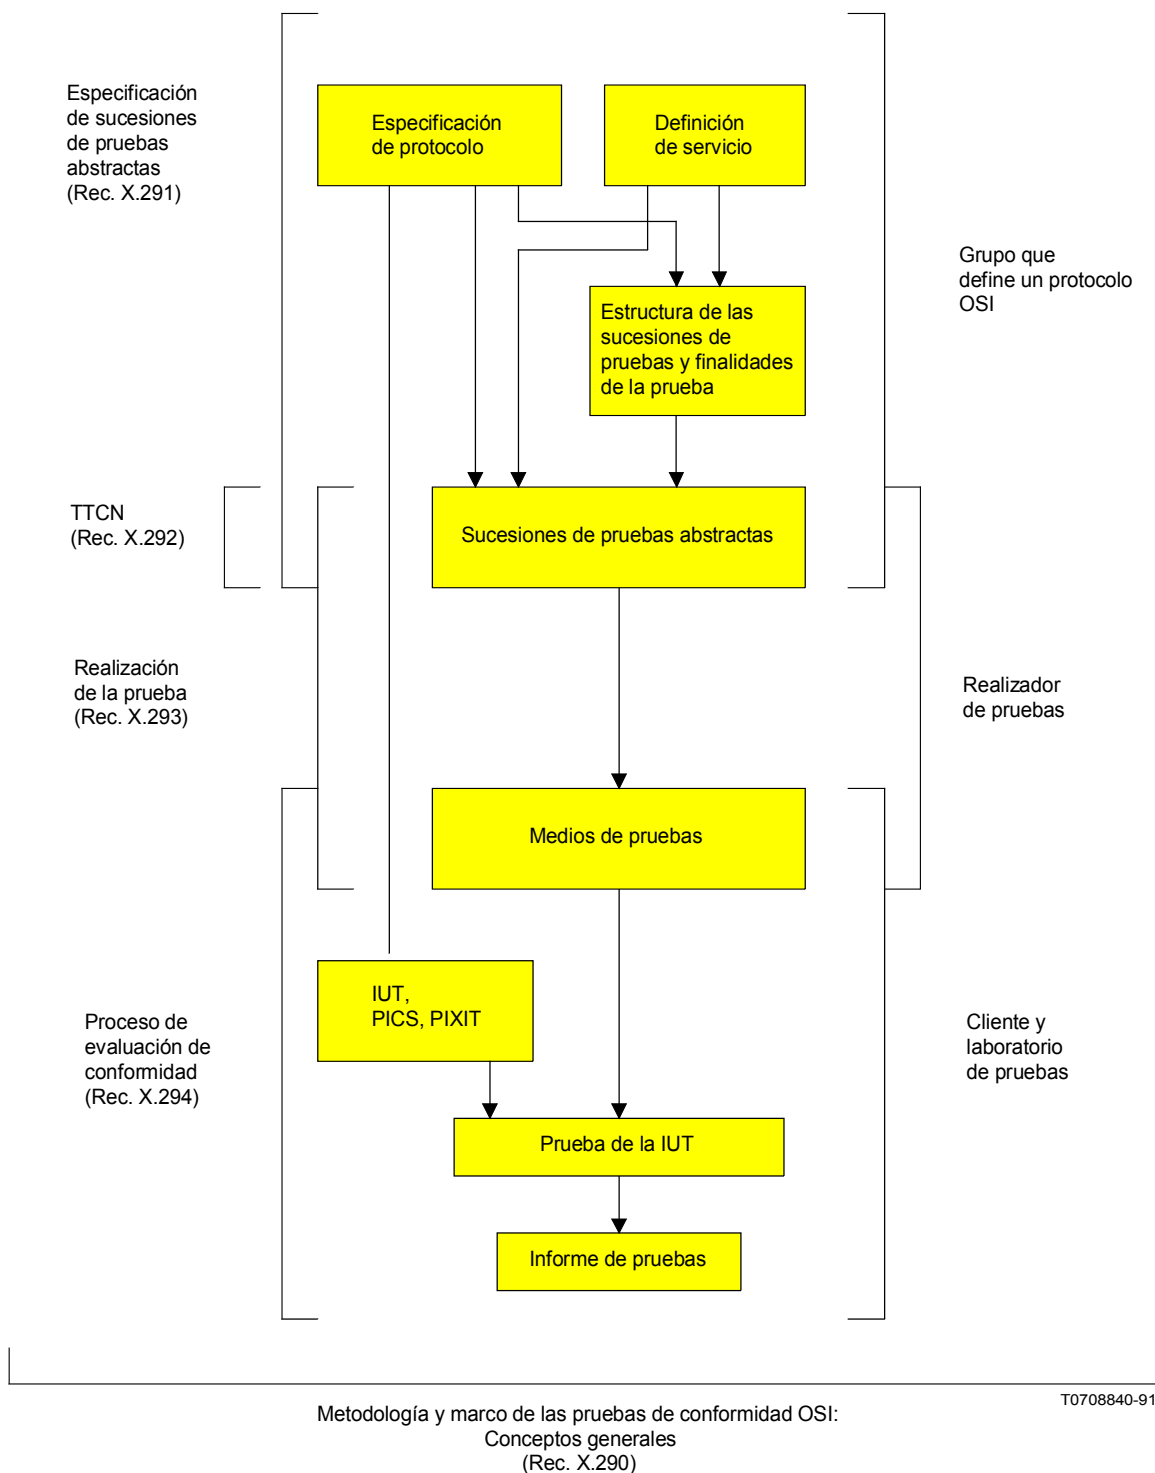 Especificación
de sucesiones
de pruebas
abstractas
(Rec. X.291)
Especificación
de protocolo
Definición
de servicio
Grupo que
define un protocolo
OSI
Estructura de las
sucesiones de
pruebas y finalidades
de la prueba
TTCN
(Rec. X.292)
Sucesiones de pruebas abstractas
Realización
de la prueba
(Rec. X.293)
Realizador
de pruebas
Medios de pruebas
IUT,
PICS, PIXIT
Proceso de
evaluación de
conformidad
(Rec. X.294)
Cliente y
laboratorio
de pruebas
Prueba de la IUT
Informe de pruebas
T0708840-91
Metodología y marco de las pruebas de conformidad OSI:
Conceptos generales
(Rec. X.290)